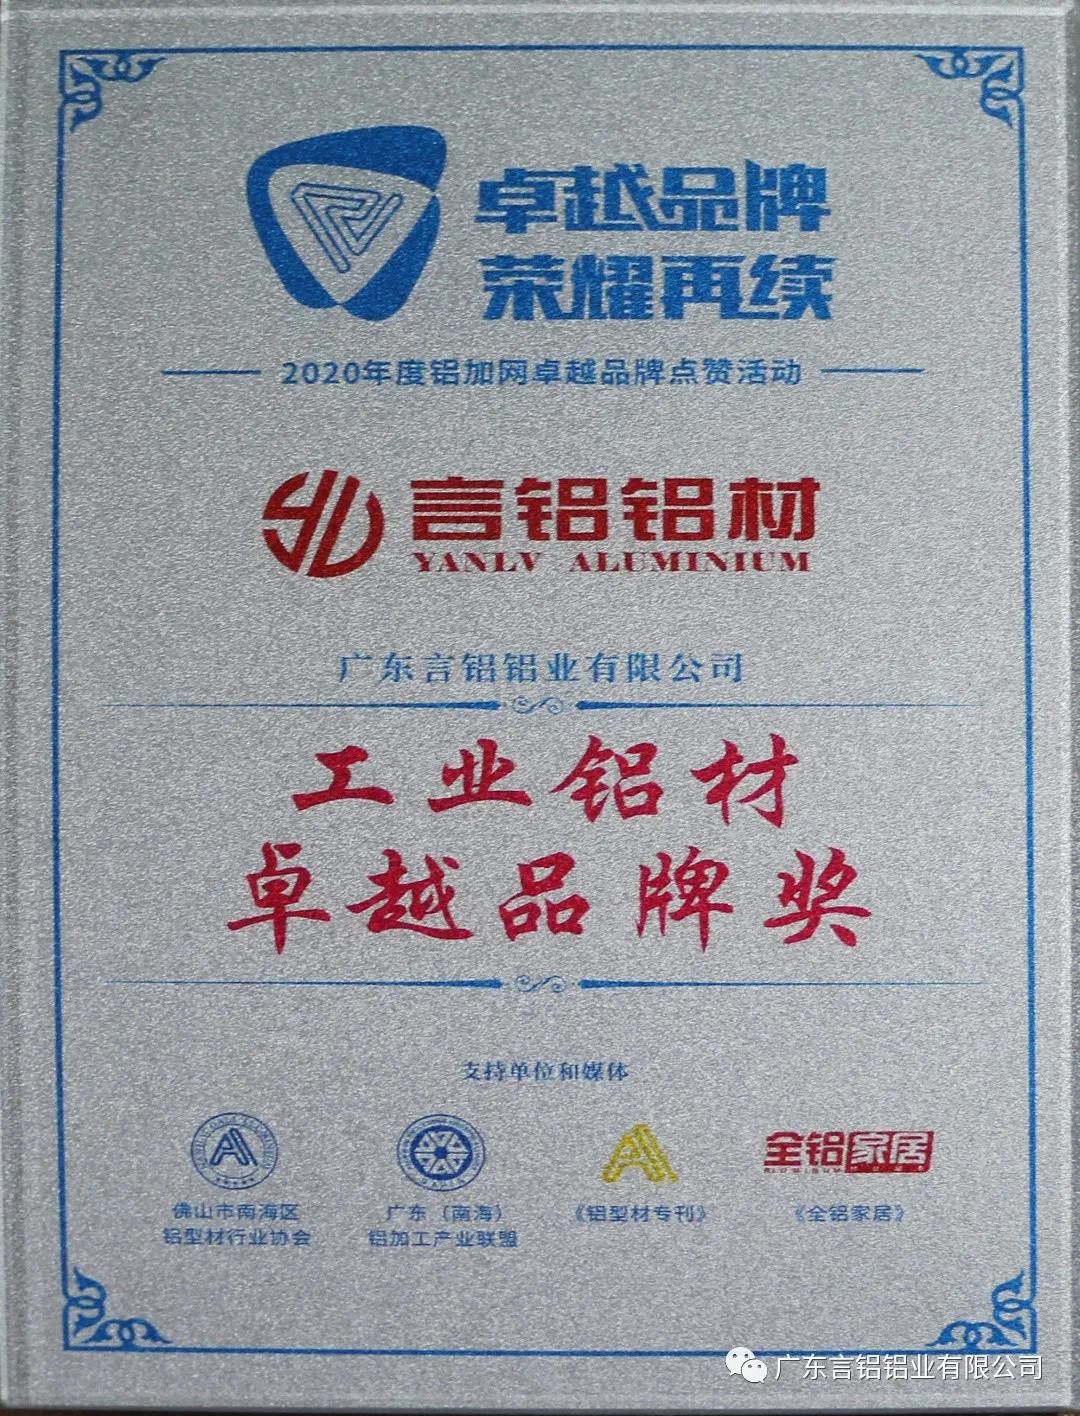 卓越品牌
荣耀再续
2020年度铝加网卓越品牌点赞活动
言铝铝材
YANLV ALUMINIUM
广东言铝铝业有限公司
工业铝材
卓越品牌奖
支持单位和媒体
全铝家居
佛山市南海区
铝型材行业协会
广东（南海）
铝加工产业联盟
《铝型材专刊》
《全铝家居》
广东言铝铝业有限公司